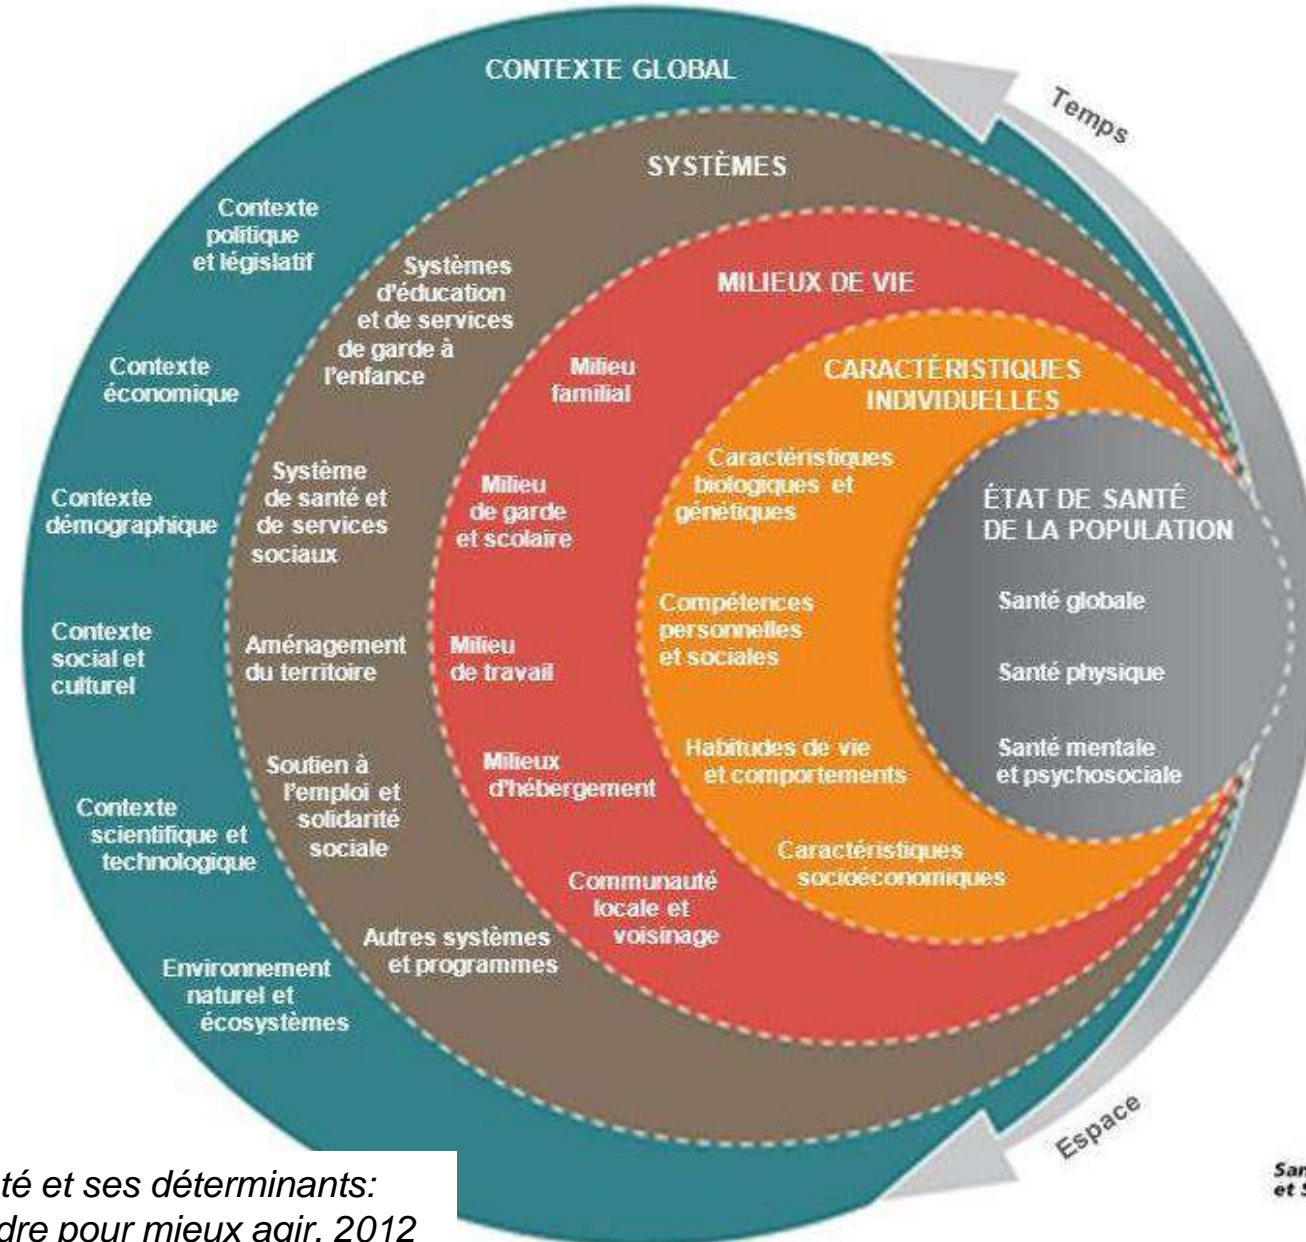 CONTEXTE GLOBAL
Temps
SYSTÈMES
Contexte
politique
et législatif
Systèmes
d'éducation
et de services
de garde à
l'enfance
MILIEUX DE VIE
Contexte
économique
Milieu
familial
CARACTÉRISTIQUES
INDIVIDUELLES
Contexte
démographique
Système
de santé et
de services
sociaux
Milieu
de garde
et scolaire
Caractéristiques
biologiques et
génétiques
ÉTAT DE SANTÉ
DE LA POPULATION
Santé globale
Santé physique
Santé mentale
et psychosociale
Contexte
social et
culturel
Aménagement
du territoire
Milieu
de travail
Compétences
personnelles
et sociales
Contexte
scientifique et
technologique
Soutien à
l'emploi et
solidarité
sociale
Milieux
d'hébergement
Habitudes de vie
et comportements
Caractéristiques
socioéconomiques
Communauté
locale et
voisinage
Autres systèmes
et programmes
Environnement
naturel et
écosystèmes
Espace
té et ses déterminants:
dre pour mieux agir, 2012
San
et S